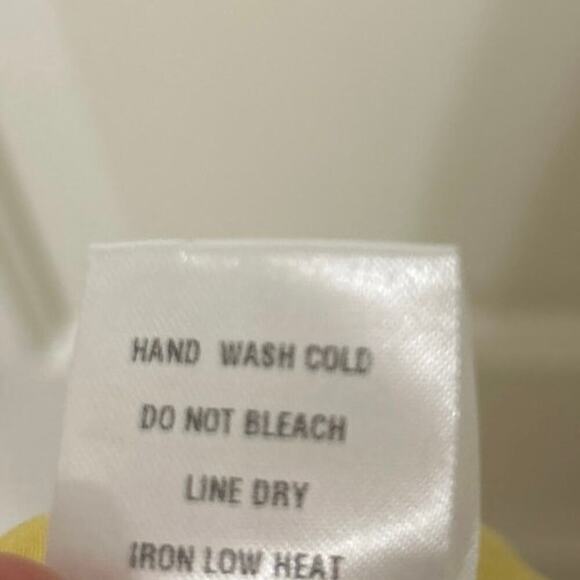 HAND WASH COLD
DO NOT BLEACH
LINE DRY
IRON LOW HEAT